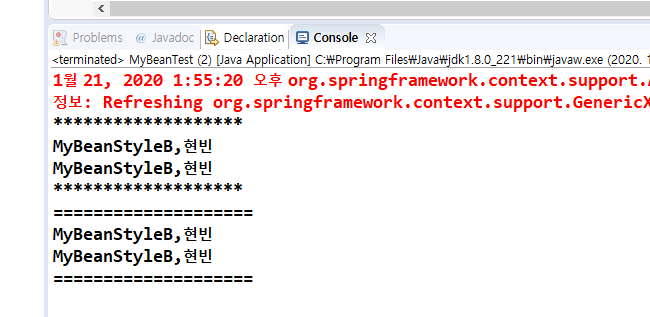 Problems @ Javadoc Declaration Console
<terminated> MyBeanTest (2) [Java Application] C:₩Program Files₩Java₩jdk1.8.0_221₩bin₩javaw.exe (2020. 1
1월 21, 2020 1:55:20 오후 org.springframework.context.support.A
정보: Refreshing org.springframework.context.support.GenericX
*******************
MyBeanStyleB,현빈
MyBeanStyleB,현빈
*******************
====================
MyBeanStyleB,현빈
MyBeanStyleB,현빈
====================